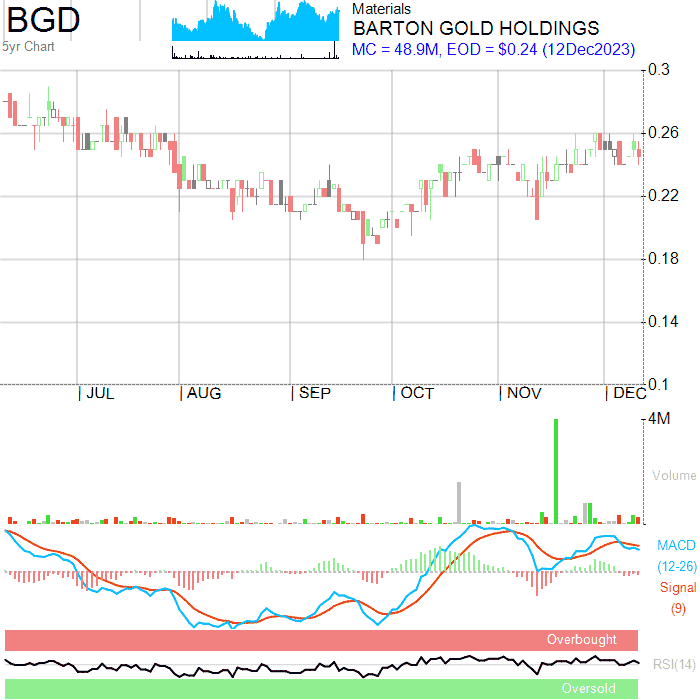 BGD
5yr Chart
Materials
BARTON GOLD HOLDINGS
MC = 48.9M, EOD = $0.24 (12Dec2023)
0.3
0.26
0.22
0.18
0.14
0.1
JUL AUG SEP OCT NOV DEC
4M
Volume
MACD
(12-26)
Signal
(9)
Overbought
RSI(14)
Oversold